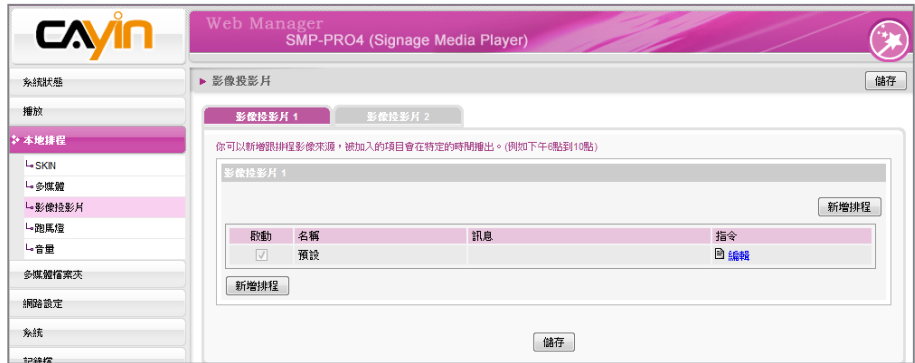 CAYIN
Web Manager
SMP-PRO4 (Signage Media Player)
系統狀態
播放
本地排程
SKIN
多媒體
影像投影片
跑馬燈
音量
多媒體檔案夾
網路設定
系統
記錄檔
影像投影片
儲存
影像投影片 1
影像投影片 2
你可以新增跟排程影像來源，被加入的項目會在特定的時間播出。(例如下午6點到10點)
影像投影片 1
新增排程
啟動 名稱 訊息 指令
預設 編輯
新增排程
儲存